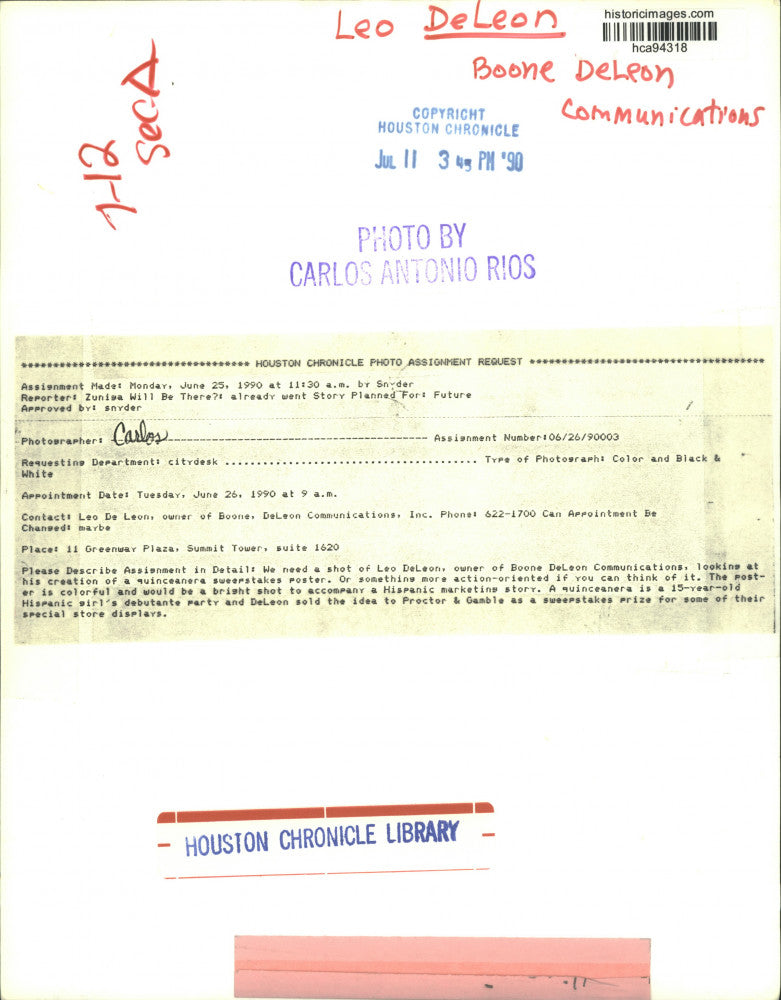 Leo DeLeon
historicimages.com
hca94318
Boone DeLeon
Communications
7-12
Sec A
COPYRIGHT
HOUSTON CHRONICLE
JUL 11 3 45 PM '90
PHOTO BY
CARLOS ANTONIO RIOS
************************************ HOUSTON CHRONICLE PHOTO ASSIGNMENT REQUEST ************************************
Assignment Made: Monday, June 25, 1990 at 11:30 a.m. by Snyder
Reporter: Zuniga Will Be There?: already went Story Planned For: Future
Approved by: snyder
Photographer: Carlos ---------------------------------------- Assignment Number:06/26/90003
Requesting Department: citydesk ..................................... Type of Photograph: Color and Black &
White
Appointment Date: Tuesday, June 26, 1990 at 9 a.m.
Contact: Leo De Leon, owner of Boone, DeLeon Communications, Inc. Phone: 622-1700 Can Appointment Be
Changed: maybe
Place: 11 Greenway Plaza, Summit Tower, suite 1620
Please Describe Assignment in Detail: We need a shot of Leo DeLeon, owner of Boone DeLeon Communications, looking at
his creation of a quinceanera sweepstakes poster. Or something more action-oriented if you can think of it. The post-
er is colorful and would be a bright shot to accompany a Hispanic marketing story. A quinceanera is a 15-year-old
Hispanic girl's debutante party and DeLeon sold the idea to Proctor & Gamble as a sweepstakes prize for some of their
special store displays.
HOUSTON CHRONICLE LIBRARY